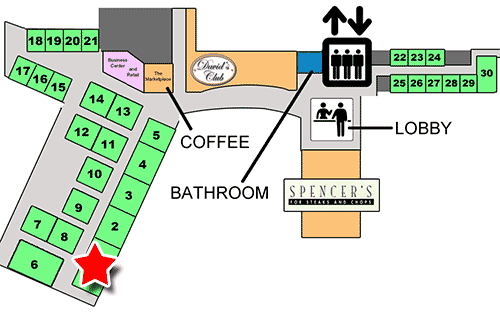 18 19 20 21
Business
Center
and
Retail
The
Marketplace
David's
Club
22 23 24
30
17 16 15
25 26 27 28 29
14 13
5
COFFEE
LOBBY
12 11
4
10
3
BATHROOM
SPENCER'S
FOR STEAKS AND CHOPS
9
2
7 8
6